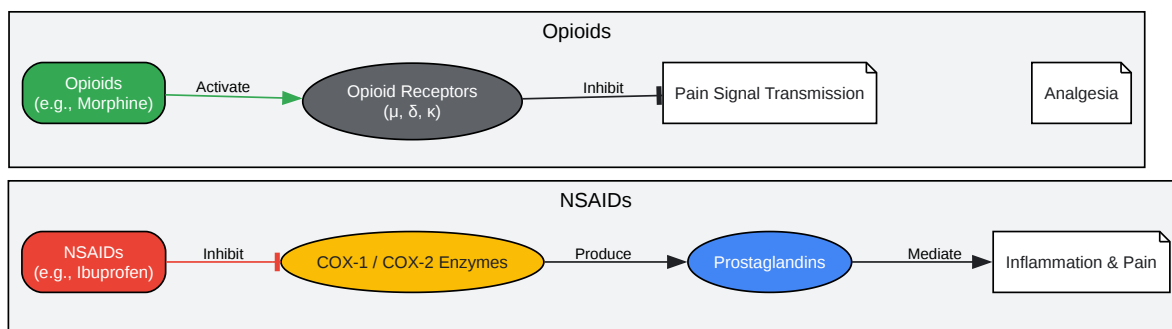 Opioids
Opioids
(e.g., Morphine)
Activate
Opioid Receptors
(μ, δ, κ)
Inhibit
Pain Signal Transmission
Analgesia
NSAIDs
NSAIDs
(e.g., Ibuprofen)
Inhibit
COX-1 / COX-2 Enzymes
Produce
Prostaglandins
Mediate
Inflammation & Pain